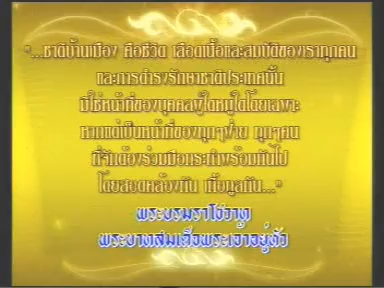 "...ชาติบ้านเมือง คือชีวิต เลือดเนื้อและสมบัติของเราทุกคน
และการดำรงรักษาชาติประเทศนั้น
มิใช่หน้าที่ของบุคคลผู้ใดหมู่ใดโดยเฉพาะ
หากแต่เป็นหน้าที่ของทุกๆฝ่าย ทุกๆคน
ที่จักต้องร่วมมือกระทำพร้อมกันไป
โดยสอดคล้องกัน เกื้อกูลกัน..."
พระบรมราโชวาท
พระบาทสมเด็จพระเจ้าอยู่หัว